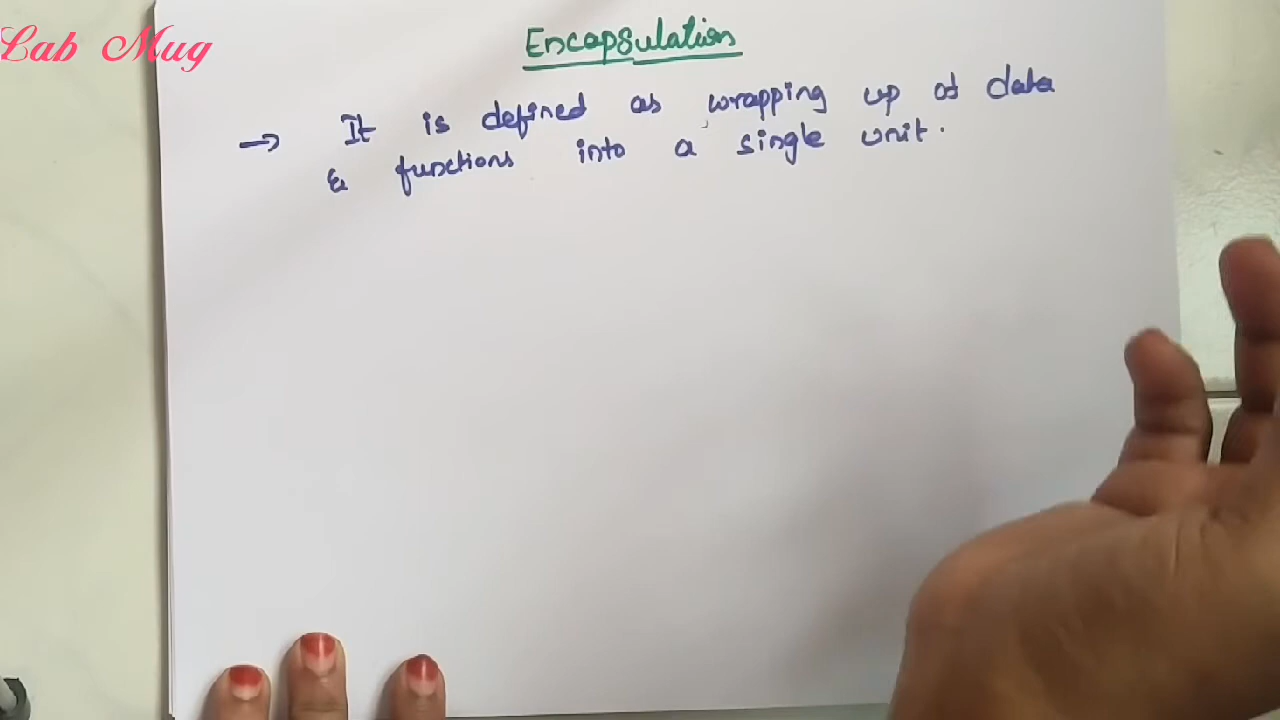 Lab Mug
Encapsulation
→ It is defined as wrapping up of data
& functions into a single unit.